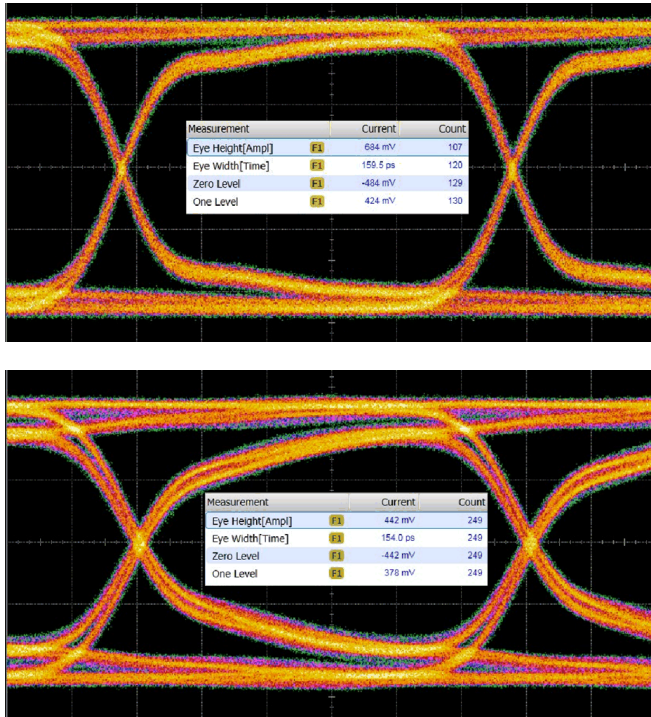 Measurement Current Count
Eye Height[Ampl] F1 684 mV 107
Eye Width[Time] F1 159.5 ps 120
Zero Level F1 -484 mV 129
One Level F1 424 mV 130
Measurement Current Count
Eye Height[Ampl] F1 442 mV 249
Eye Width[Time] F1 154.0 ps 249
Zero Level F1 -442 mV 249
One Level F1 378 mV 249